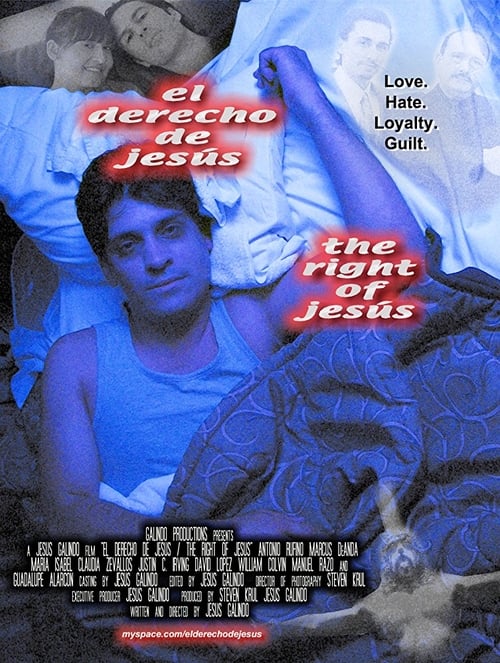 el
derecho
de
jesús
Love.
Hate.
Loyalty.
Guilt.
the
right
of
jesús
GALINDO PRODUCTIONS PRESENTS
A JESUS GALINDO FILM "EL DERECHO DE JESUS / THE RIGHT OF JESUS" ANTONIO RUFINO MARCUS DEANDA
MARIA ISABEL CLAUDIA ZEVALLOS JUSTIN C. IRVING DAVID LOPEZ WILLIAM COLVIN MANUEL RAZO AND
GUADALUPE ALARCON CASTING BY JESUS GALINDO EDITED BY JESUS GALINDO DIRECTOR OF PHOTOGRAPHY STEVEN KRUL
EXECUTIVE PRODUCER JESUS GALINDO PRODUCED BY STEVEN KRUL JESUS GALINDO
WRITTEN AND DIRECTED BY JESUS GALINDO
myspace.com/elderechodejesus